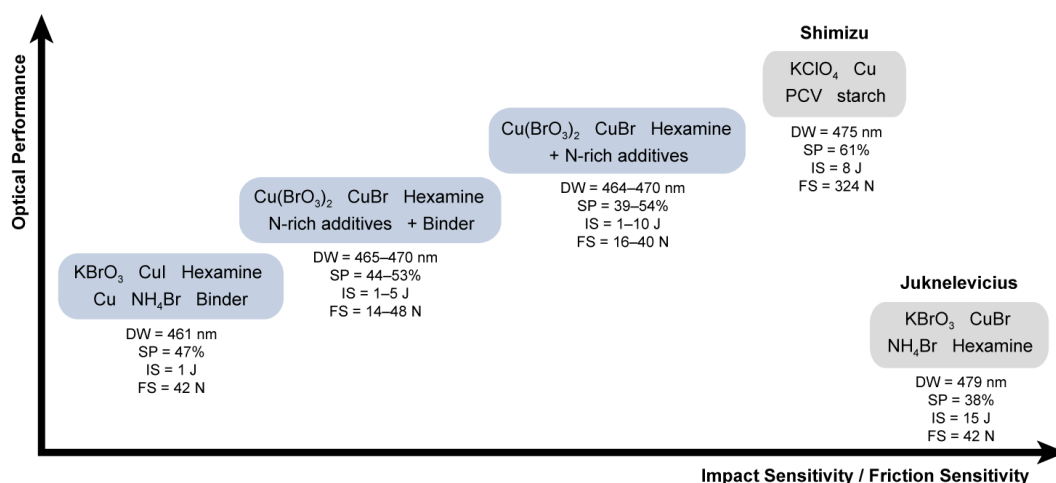 Optical Performance
Shimizu
KClO₄ Cu
PCV starch
DW = 475 nm
SP = 61%
IS = 8 J
FS = 324 N
Cu(BrO₃)₂ CuBr Hexamine
+ N-rich additives
DW = 464–470 nm
SP = 39–54%
IS = 1–10 J
FS = 16–40 N
Cu(BrO₃)₂ CuBr Hexamine
N-rich additives + Binder
DW = 465–470 nm
SP = 44–53%
IS = 1–5 J
FS = 14–48 N
KBrO₃ CuI Hexamine
Cu NH₄Br Binder
DW = 461 nm
SP = 47%
IS = 1 J
FS = 42 N
Juknelevicius
KBrO₃ CuBr
NH₄Br Hexamine
DW = 479 nm
SP = 38%
IS = 15 J
FS = 42 N
Impact Sensitivity / Friction Sensitivity